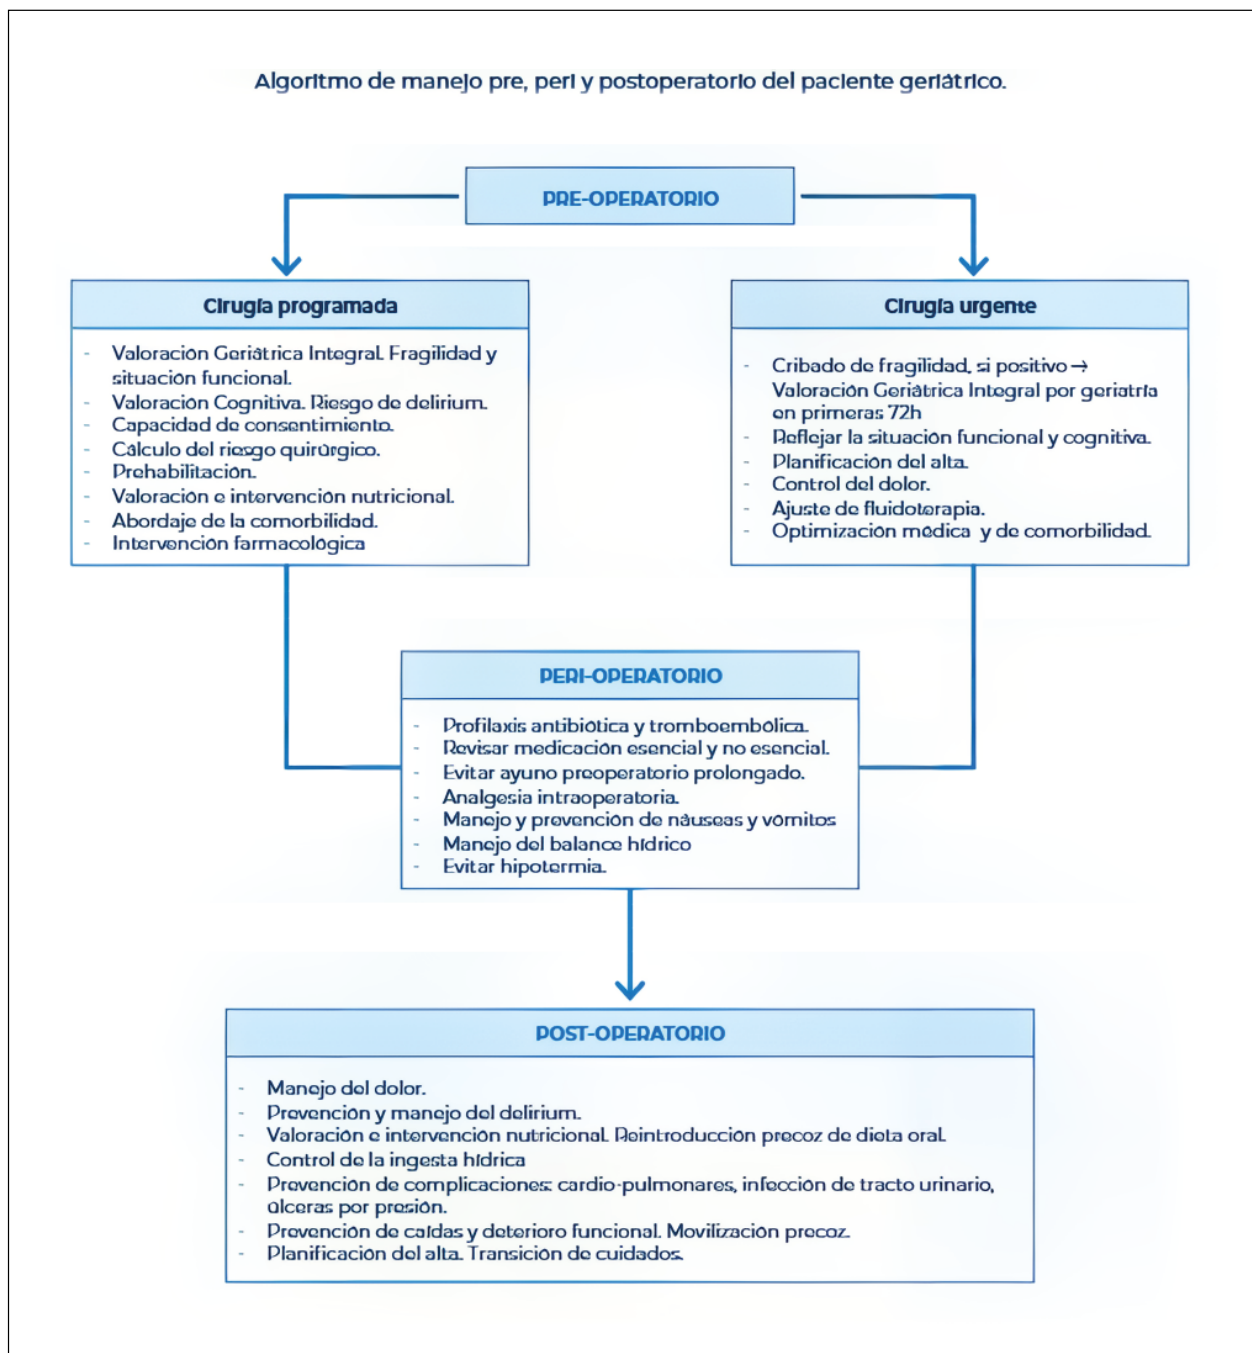 Algoritmo de manejo pre, peri y postoperatorio del paciente geriátrico.
PRE-OPERATORIO
Cirugía programada
- Valoración Geriátrica Integral. Fragilidad y
situación funcional.
- Valoración Cognitiva. Riesgo de delirium.
- Capacidad de consentimiento.
- Cálculo del riesgo quirúrgico.
- Prehabilitación.
- Valoración e intervención nutricional.
- Abordaje de la comorbilidad.
- Intervención farmacológica
Cirugía urgente
- Cribado de fragilidad, si positivo →
Valoración Geriátrica Integral por geriatría
en primeras 72h
- Reflejar la situación funcional y cognitiva.
- Planificación del alta.
- Control del dolor.
- Ajuste de fluidoterapia.
- Optimización médica y de comorbilidad.
PERI-OPERATORIO
- Profilaxis antibiótica y tromboembólica.
- Revisar medicación esencial y no esencial.
- Evitar ayuno preoperatorio prolongado.
- Analgesia intraoperatoria.
- Manejo y prevención de náuseas y vómitos
- Manejo del balance hídrico
- Evitar hipotermia.
POST-OPERATORIO
- Manejo del dolor.
- Prevención y manejo del delirium.
- Valoración e intervención nutricional. Reintroducción precoz de dieta oral.
- Control de la ingesta hídrica
- Prevención de complicaciones: cardio-pulmonares, infección de tracto urinario,
úlceras por presión.
- Prevención de caídas y deterioro funcional. Movilización precoz.
- Planificación del alta. Transición de cuidados.